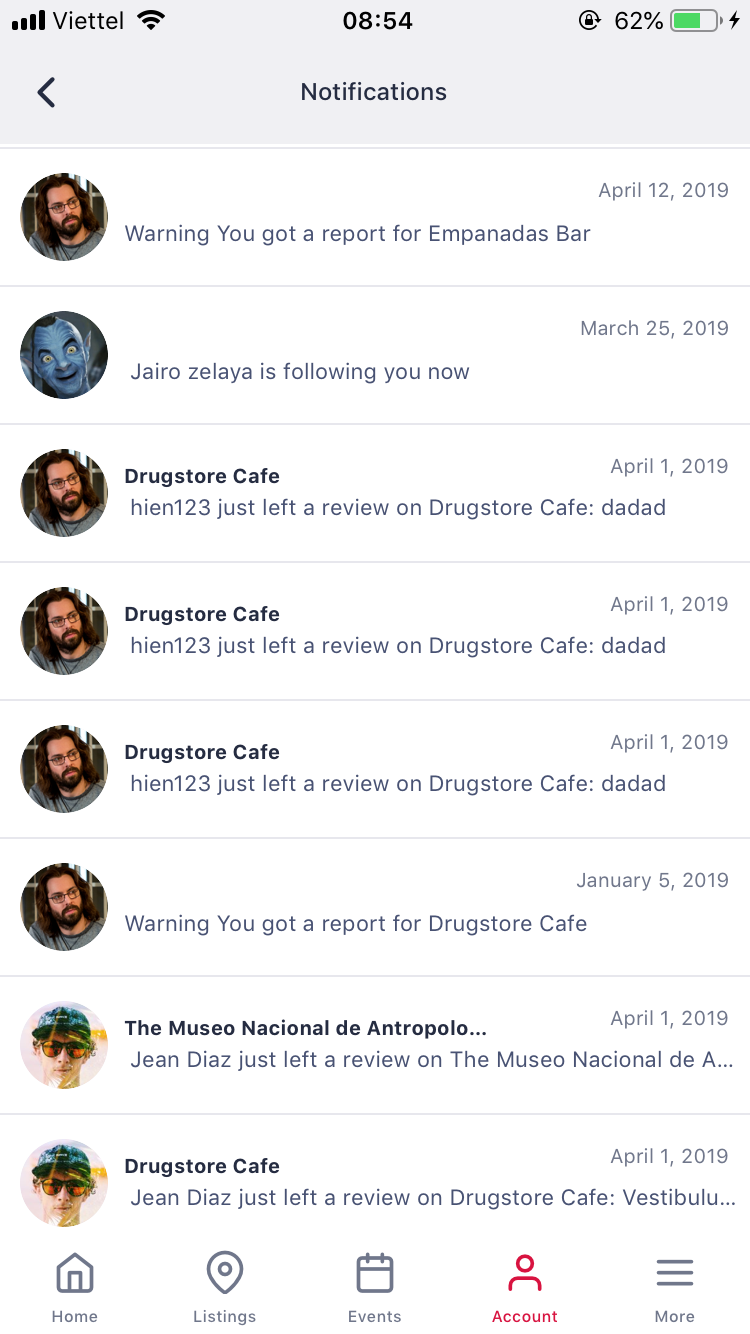 Viettel 08:54 62%
Notifications
April 12, 2019
Warning You got a report for Empanadas Bar
March 25, 2019
Jairo zelaya is following you now
Drugstore Cafe April 1, 2019
hien123 just left a review on Drugstore Cafe: dadad
Drugstore Cafe April 1, 2019
hien123 just left a review on Drugstore Cafe: dadad
Drugstore Cafe April 1, 2019
hien123 just left a review on Drugstore Cafe: dadad
January 5, 2019
Warning You got a report for Drugstore Cafe
The Museo Nacional de Antropolo... April 1, 2019
Jean Diaz just left a review on The Museo Nacional de A...
Drugstore Cafe April 1, 2019
Jean Diaz just left a review on Drugstore Cafe: Vestibulu...
Home Listings Events Account More